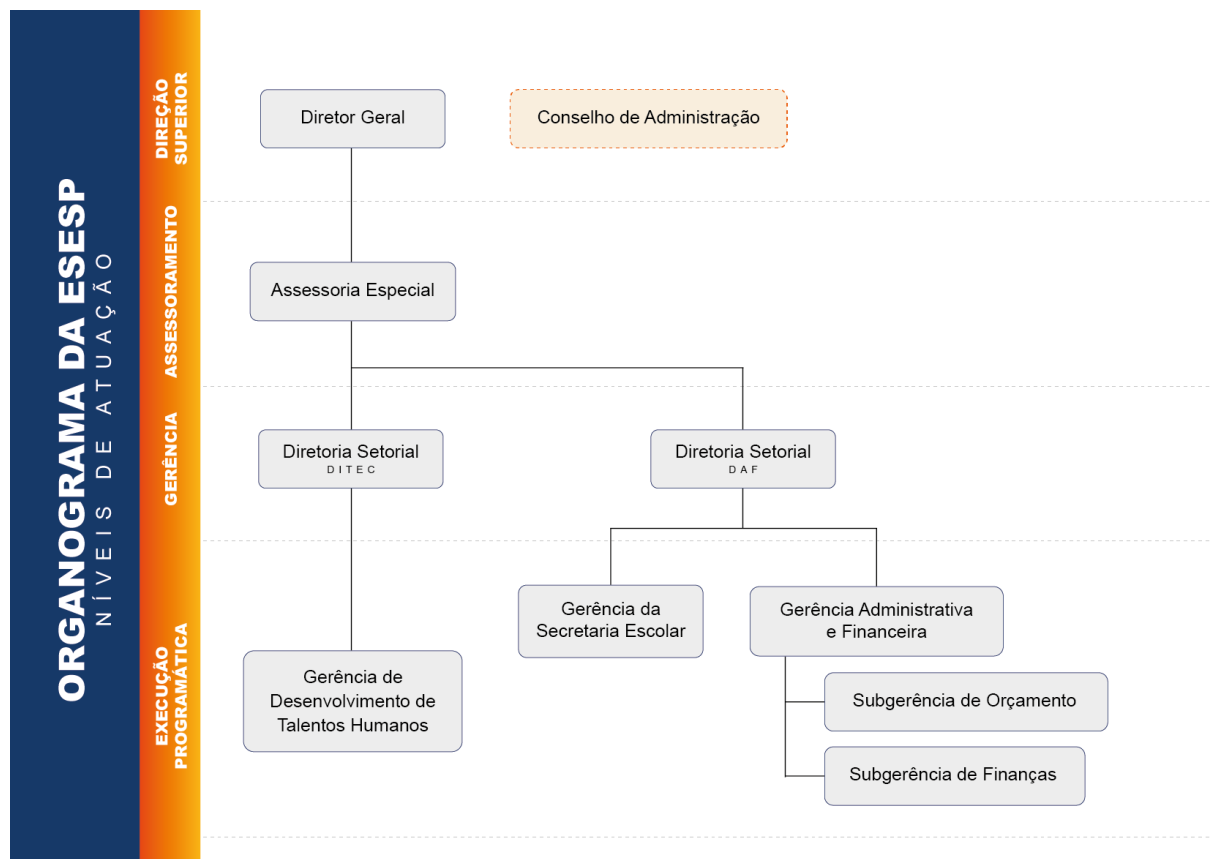 ORGANOGRAMA DA ESESP
NÍVEIS DE ATUAÇÃO
DIREÇÃO
SUPERIOR
Diretor Geral
Conselho de Administração
ASSESSORAMENTO
Assessoria Especial
GERÊNCIA
Diretoria Setorial
DITEC
Diretoria Setorial
DAF
EXECUÇÃO
PROGRAMÁTICA
Gerência de
Desenvolvimento de
Talentos Humanos
Gerência da
Secretaria Escolar
Gerência Administrativa
e Financeira
Subgerência de Orçamento
Subgerência de Finanças